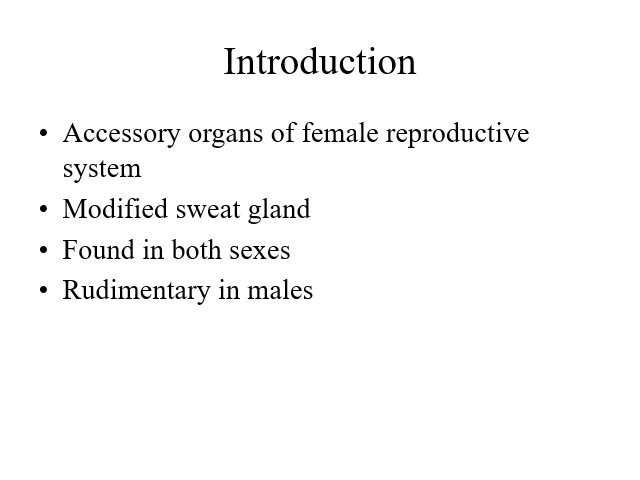 Introduction
• Accessory organs of female reproductive
system
• Modified sweat gland
• Found in both sexes
• Rudimentary in males